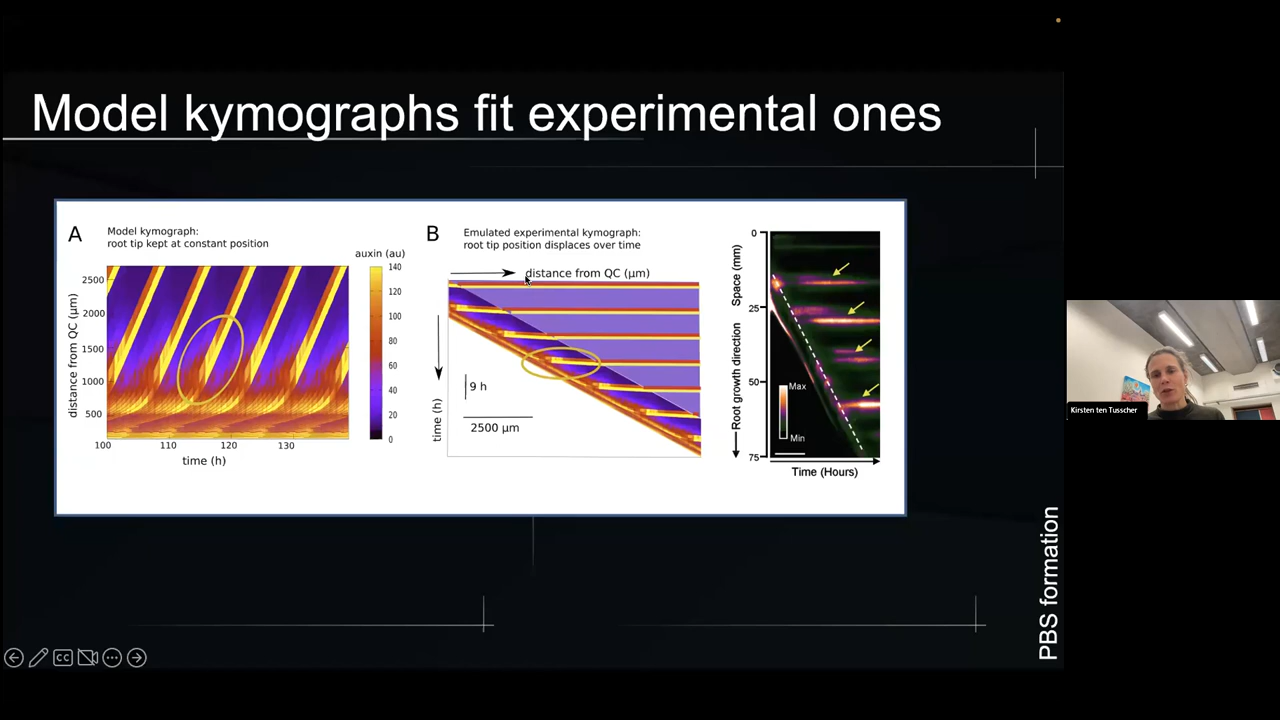 Model kymographs fit experimental ones
A
Model kymograph:
root tip kept at constant position
auxin (au)
distance from QC (µm)
2500
2000
1500
1000
500
100
110
120
130
time (h)
140
120
100
80
60
40
20
0
B
Emulated experimental kymograph:
root tip position displaces over time
distance from QC (µm)
time (h)
9 h
2500 µm
Space (mm)
Root growth direction
0
25
50
75
Max
Min
Time (Hours)
PBS formation
CC
Kirsten ten Tusscher